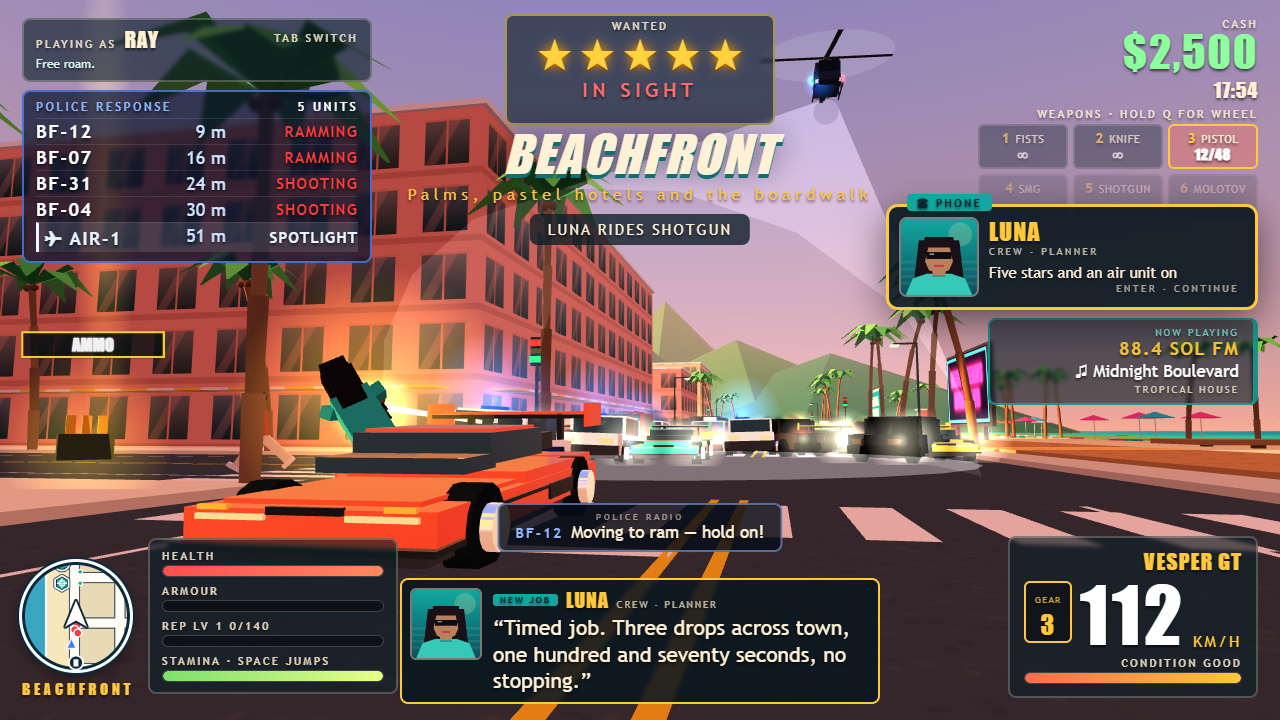 PLAYING AS RAY
TAB SWITCH
Free roam.
POLICE RESPONSE 5 UNITS
BF-12 9 m RAMMING
BF-07 16 m RAMMING
BF-31 24 m SHOOTING
BF-04 30 m SHOOTING
AIR-1 51 m SPOTLIGHT
AMMO
WANTED
IN SIGHT
BEACHFRONT
Palms, pastel hotels and the boardwalk
LUNA RIDES SHOTGUN
CASH
$2,500
17:54
WEAPONS · HOLD Q FOR WHEEL
1 FISTS ∞
2 KNIFE ∞
3 PISTOL 12/48
4 SMG
5 SHOTGUN
6 MOLOTOV
PHONE
LUNA
CREW · PLANNER
Five stars and an air unit on
ENTER · CONTINUE
NOW PLAYING
88.4 SOL FM
♫ Midnight Boulevard
TROPICAL HOUSE
POLICE RADIO
BF-12 Moving to ram — hold on!
HEALTH
ARMOUR
REP LV 1 0/140
STAMINA · SPACE JUMPS
BEACHFRONT
NEW JOB LUNA CREW · PLANNER
“Timed job. Three drops across town,
one hundred and seventy seconds, no
stopping.”
VESPER GT
GEAR
3
112 KM/H
CONDITION GOOD